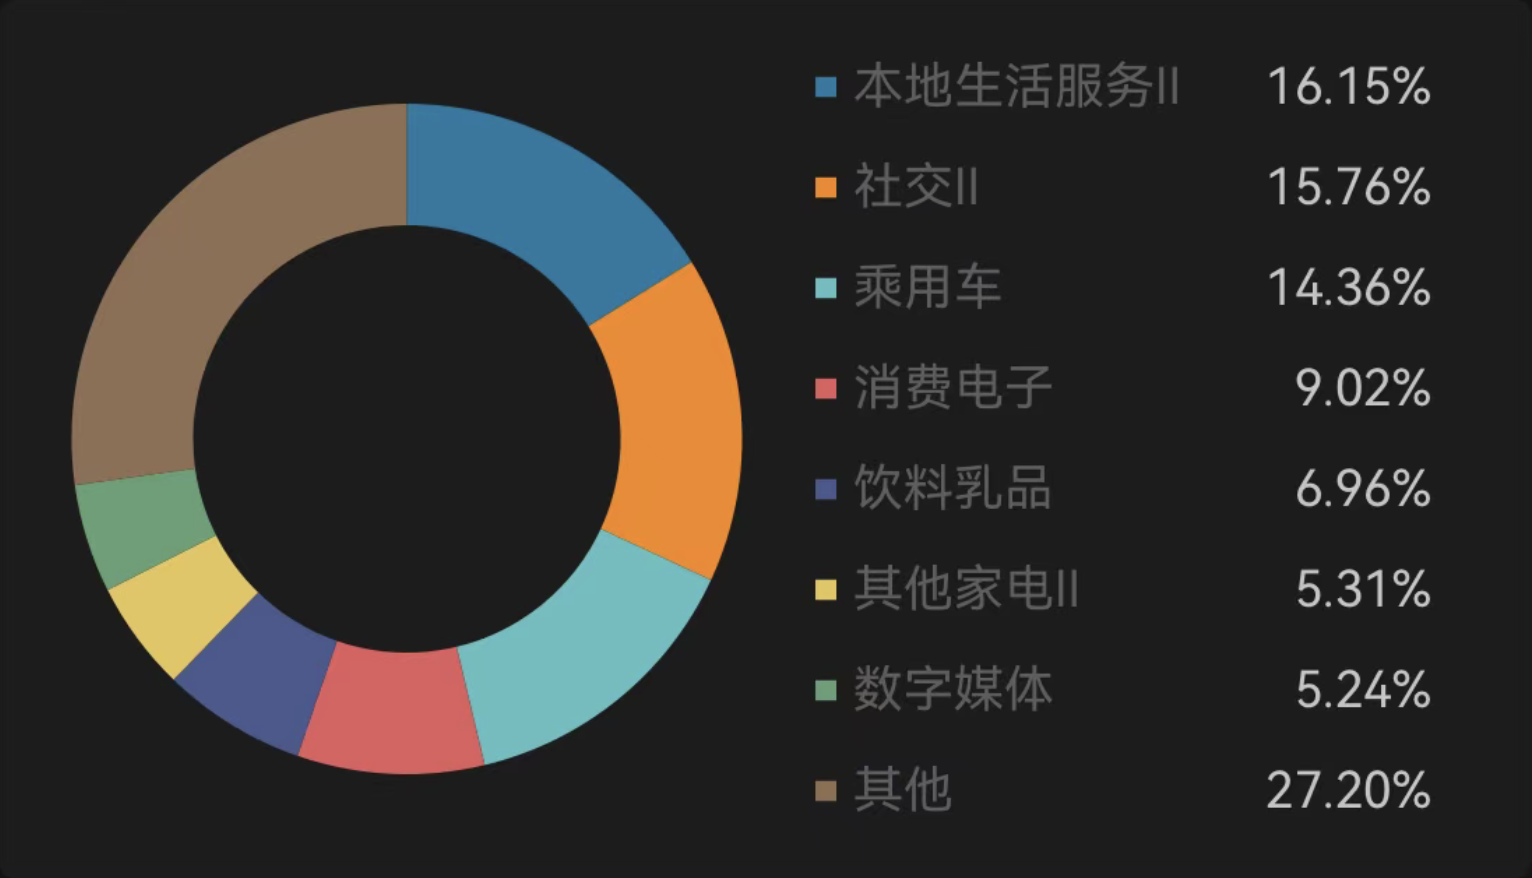 本地生活服务II 16.15%
社交II 15.76%
乘用车 14.36%
消费电子 9.02%
饮料乳品 6.96%
其他家电II 5.31%
数字媒体 5.24%
其他 27.20%